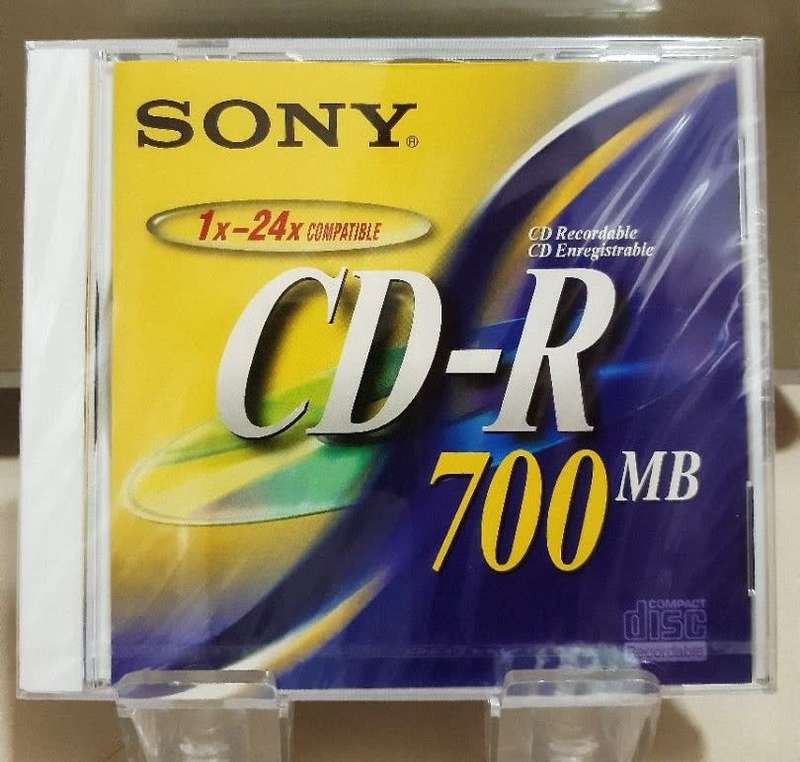 SONY®
1x-24x COMPATIBLE
CD Recordable
CD Enregistrable
CD-R
700 MB
COMPACT
disc
Recordable